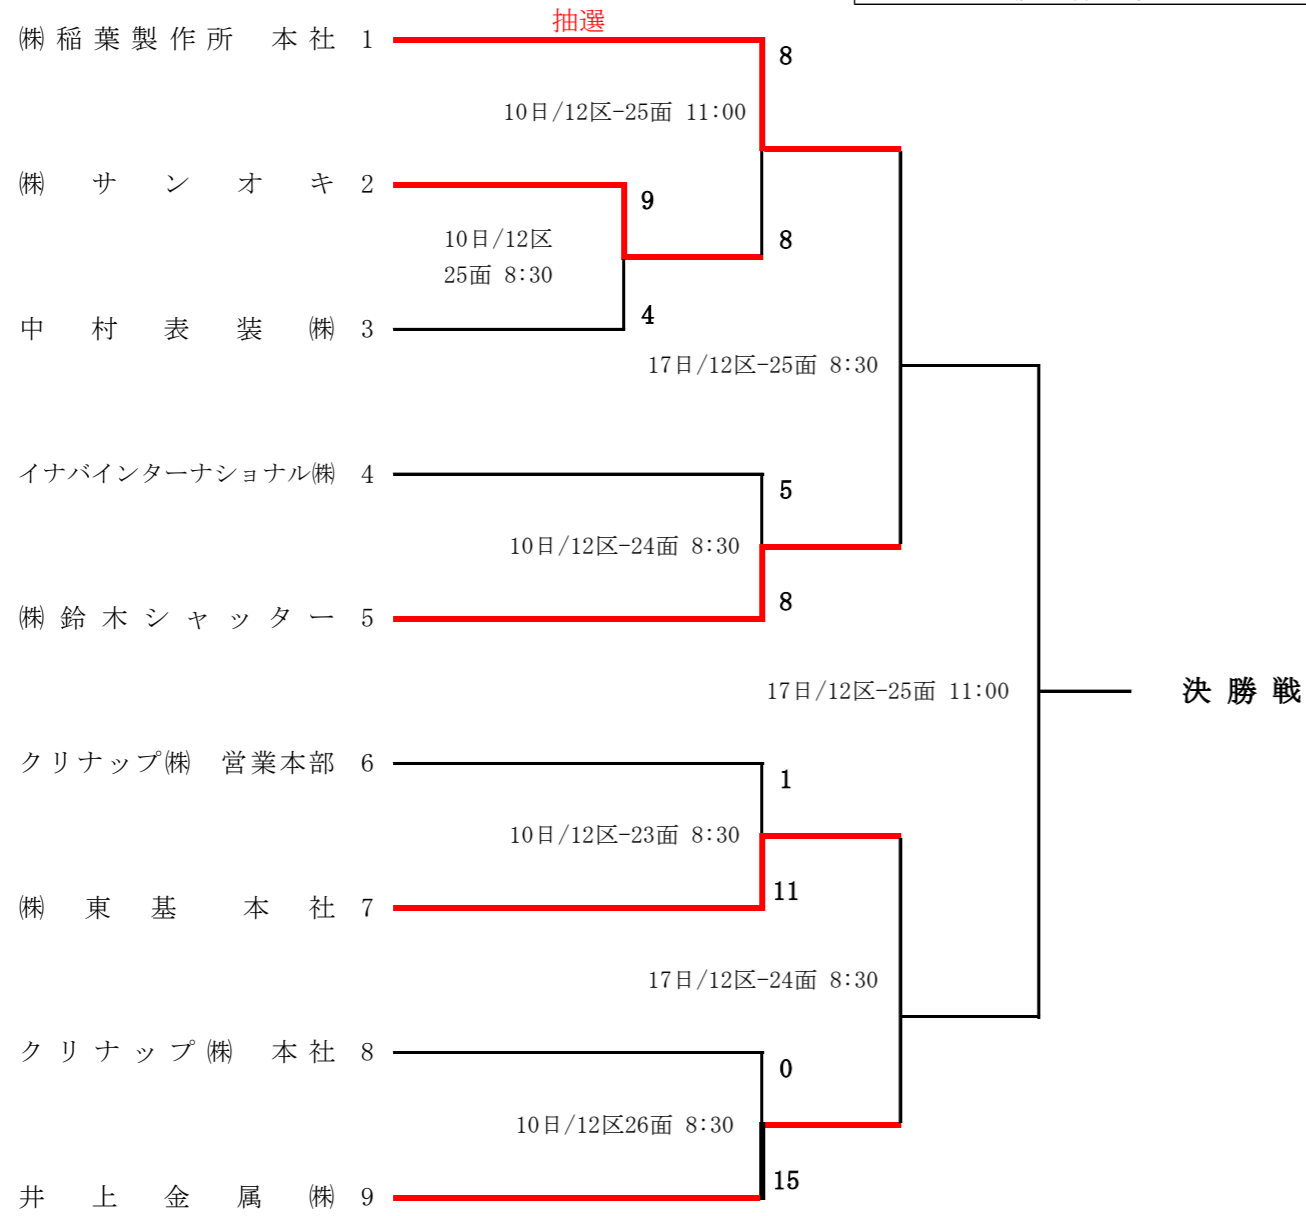 抽選
㈱稲葉製作所 本社 1
8
10日/12区-25面 11:00
㈱サンオキ 2
9
10日/12区
25面 8:30
8
4
中村表装㈱ 3
17日/12区-25面 8:30
イナバインターナショナル㈱ 4
5
10日/12区-24面 8:30
8
㈱鈴木シャッター 5
17日/12区-25面 11:00
決勝戦
クリナップ㈱ 営業本部 6
1
10日/12区-23面 8:30
11
㈱東基 本社 7
17日/12区-24面 8:30
クリナップ㈱ 本社 8
0
10日/12区26面 8:30
15
井上金属㈱ 9